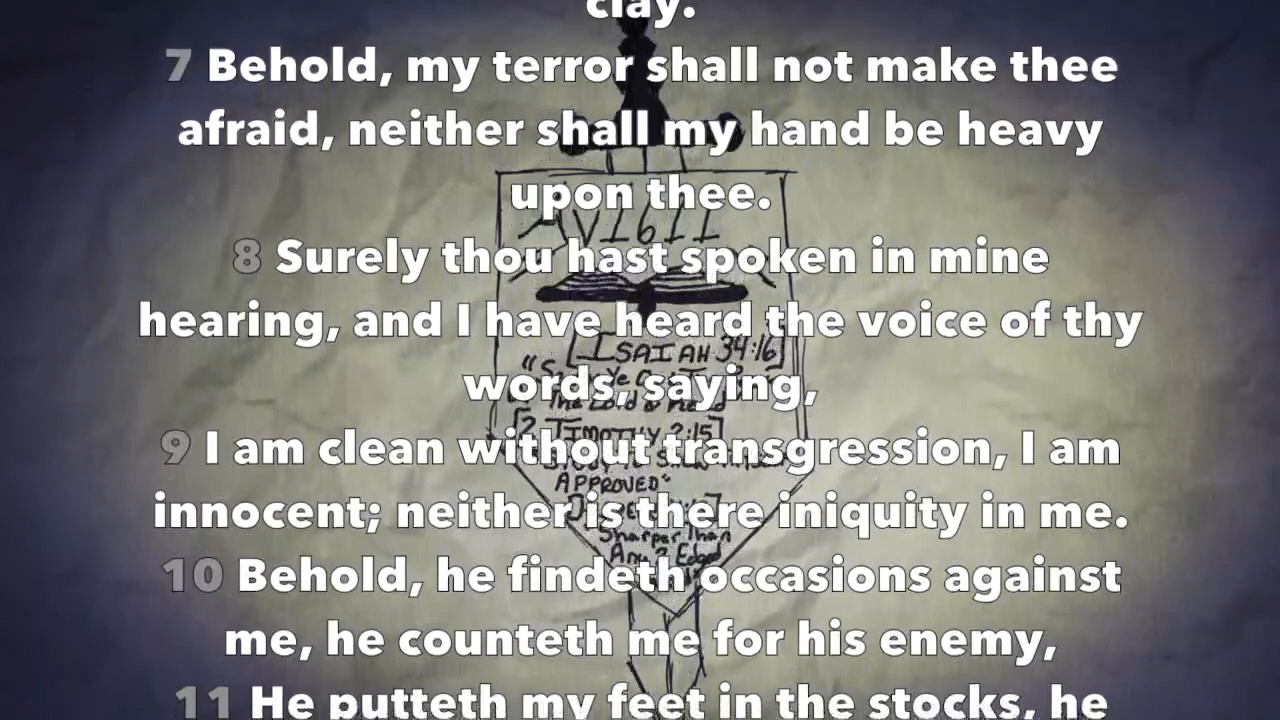 clay.
7 Behold, my terror shall not make thee
afraid, neither shall my hand be heavy
upon thee.
AV1611
8 Surely thou hast spoken in mine
hearing, and I have heard the voice of thy
[ISAIAH 34:16]
words, saying,
The Lord & Read
[2 TIMOTHY 2:15]
9 I am clean without transgression, I am
APPROVED"
innocent; neither is there iniquity in me.
"Sharper Than
Any 2 Edged
10 Behold, he findeth occasions against
me, he counteth me for his enemy,
11 He putteth my feet in the stocks, he